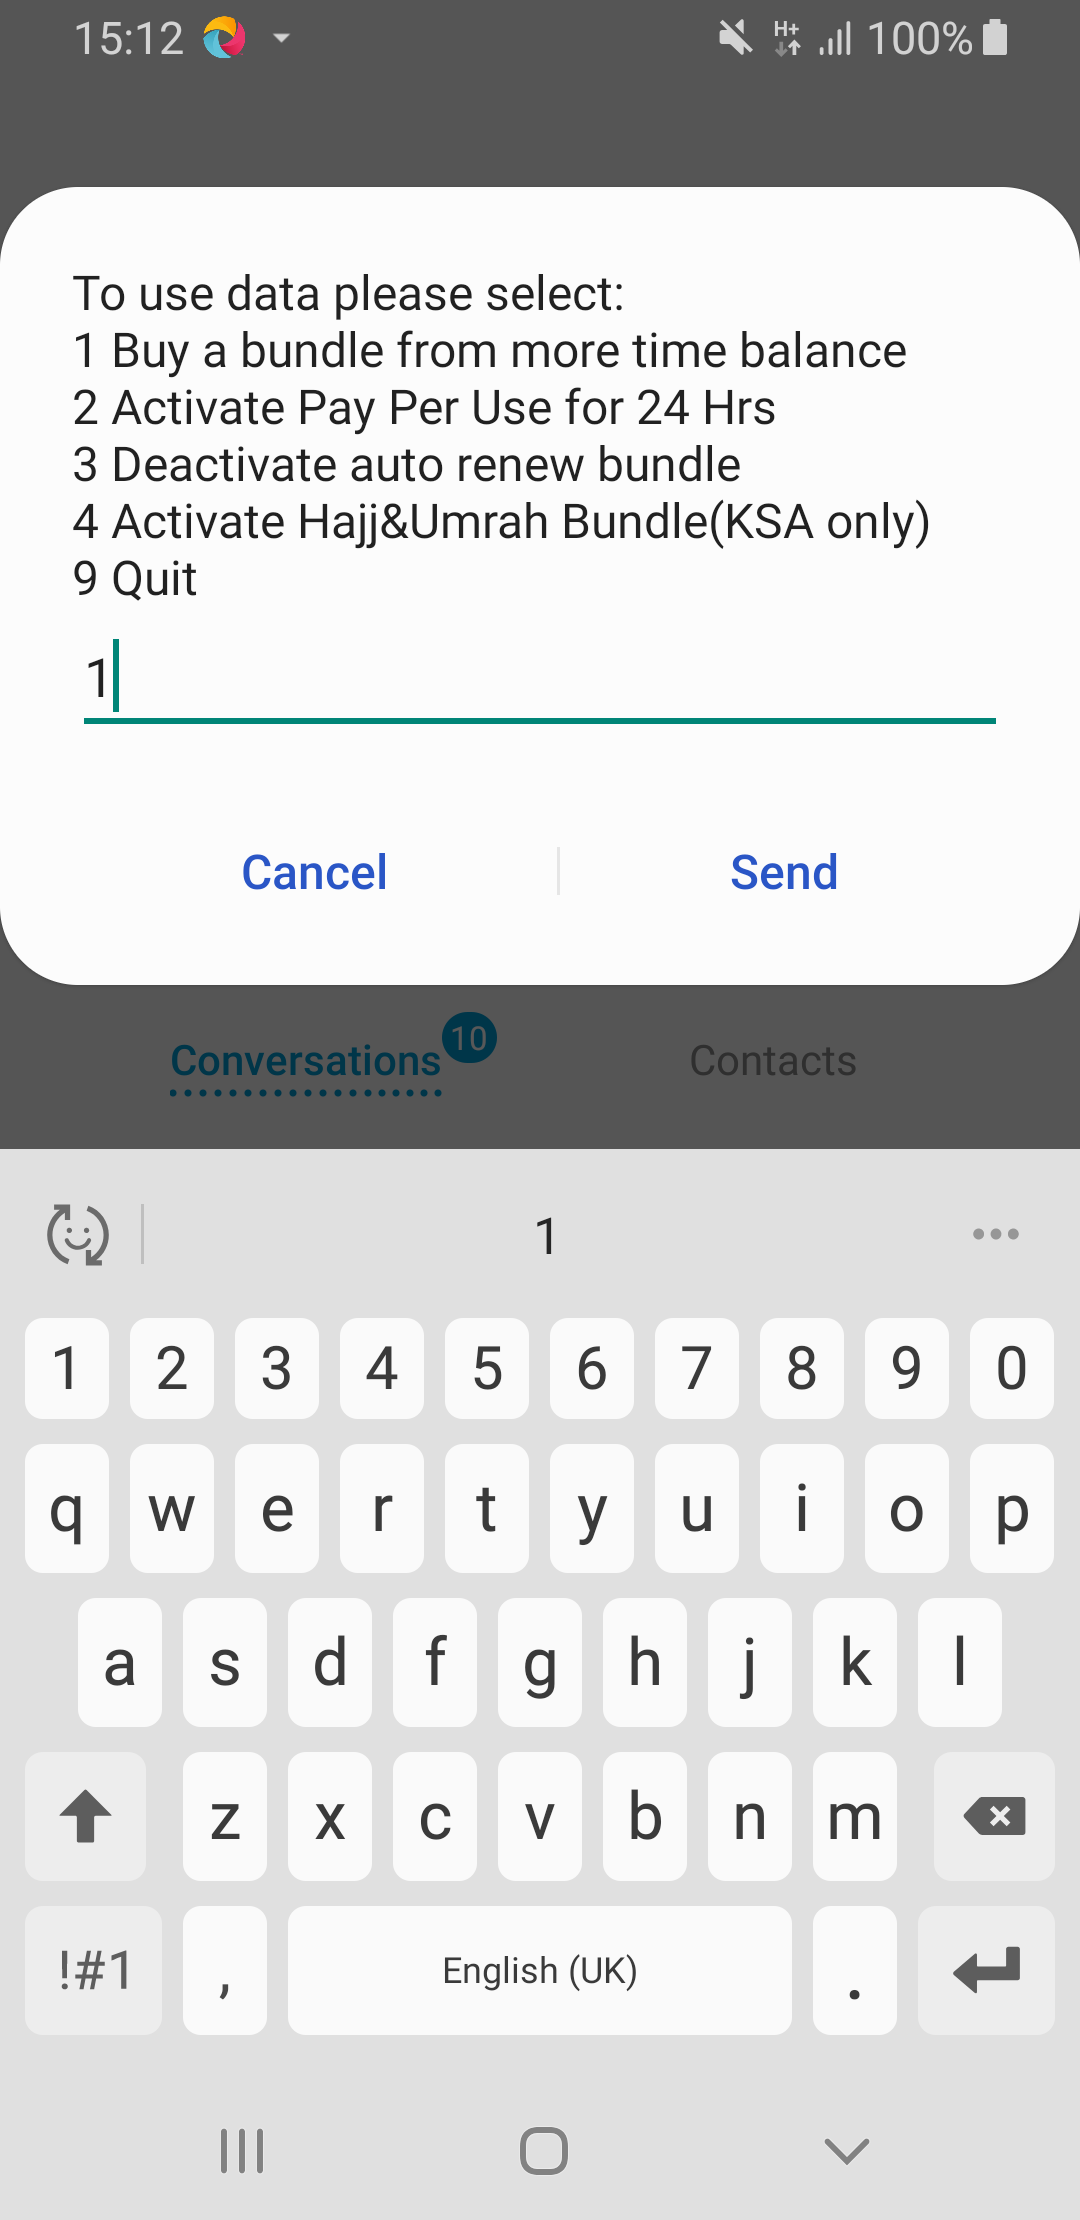 15:12 H+ 100%
To use data please select:
1 Buy a bundle from more time balance
2 Activate Pay Per Use for 24 Hrs
3 Deactivate auto renew bundle
4 Activate Hajj&Umrah Bundle(KSA only)
9 Quit
1
Cancel Send
Conversations 10 Contacts
1
1 2 3 4 5 6 7 8 9 0
q w e r t y u i o p
a s d f g h j k l
z x c v b n m
!#1 , English (UK) .